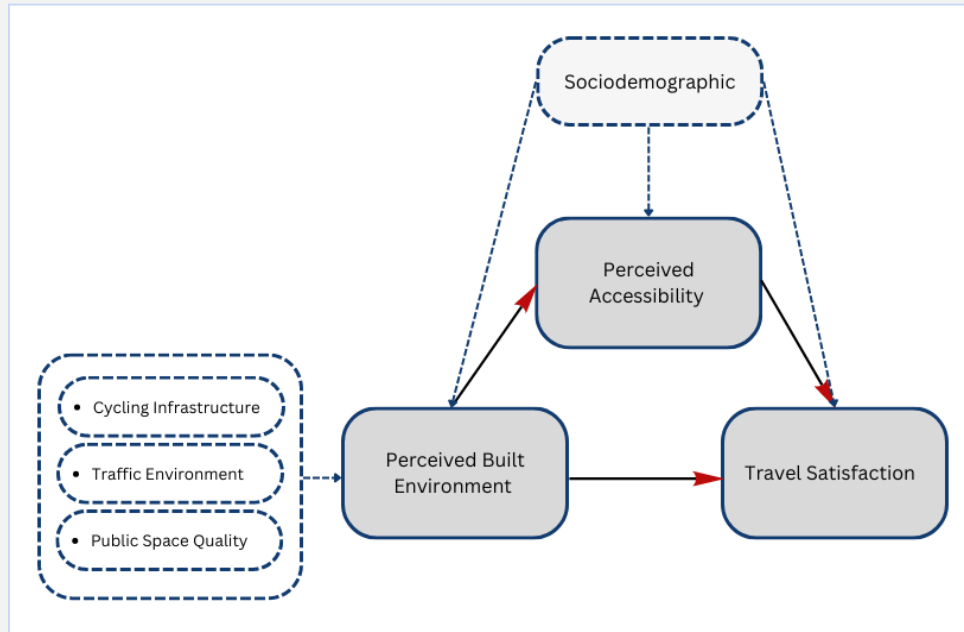 Sociodemographic
Perceived
Accessibility
• Cycling Infrastructure
• Traffic Environment
• Public Space Quality
Perceived Built
Environment
Travel Satisfaction